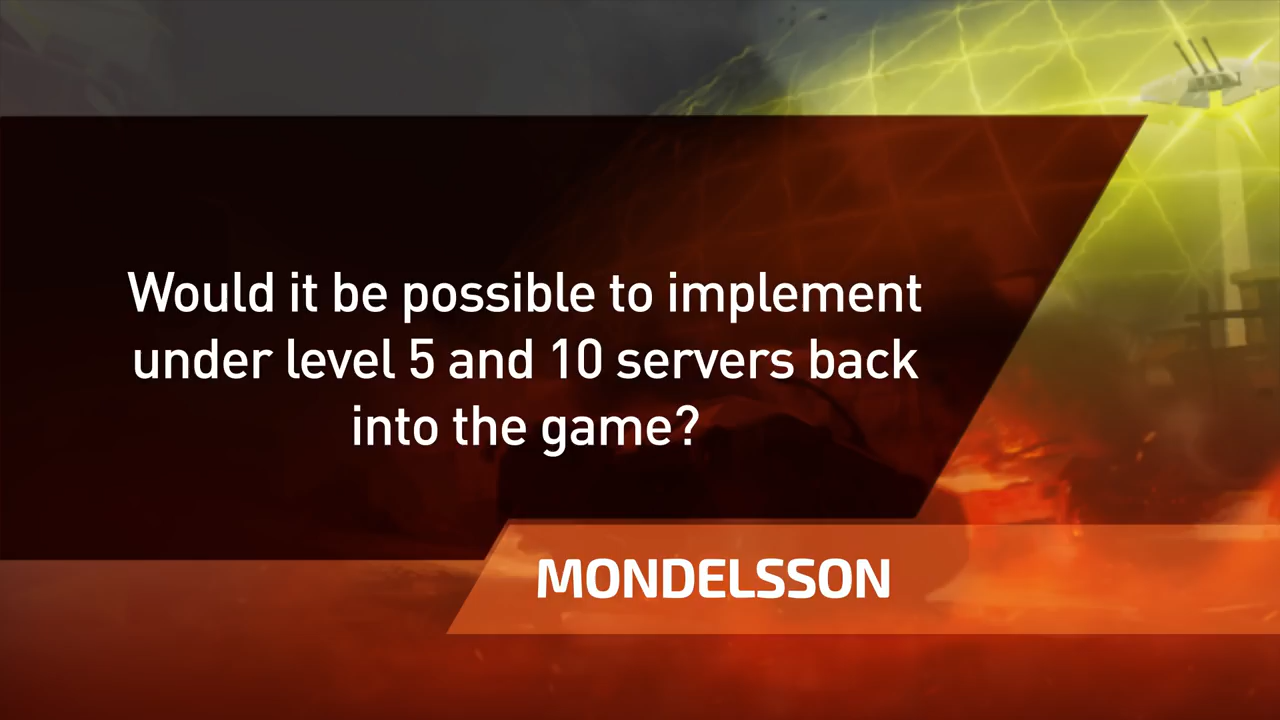 Would it be possible to implement
under level 5 and 10 servers back
into the game?
MONDELSSON